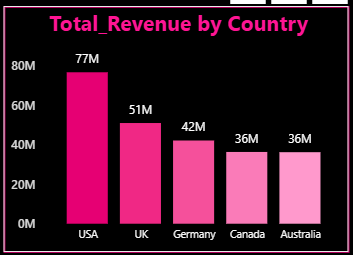 Total_Revenue by Country
80M
60M
40M
20M
0M
77M
51M
42M
36M
36M
USA
UK
Germany
Canada
Australia